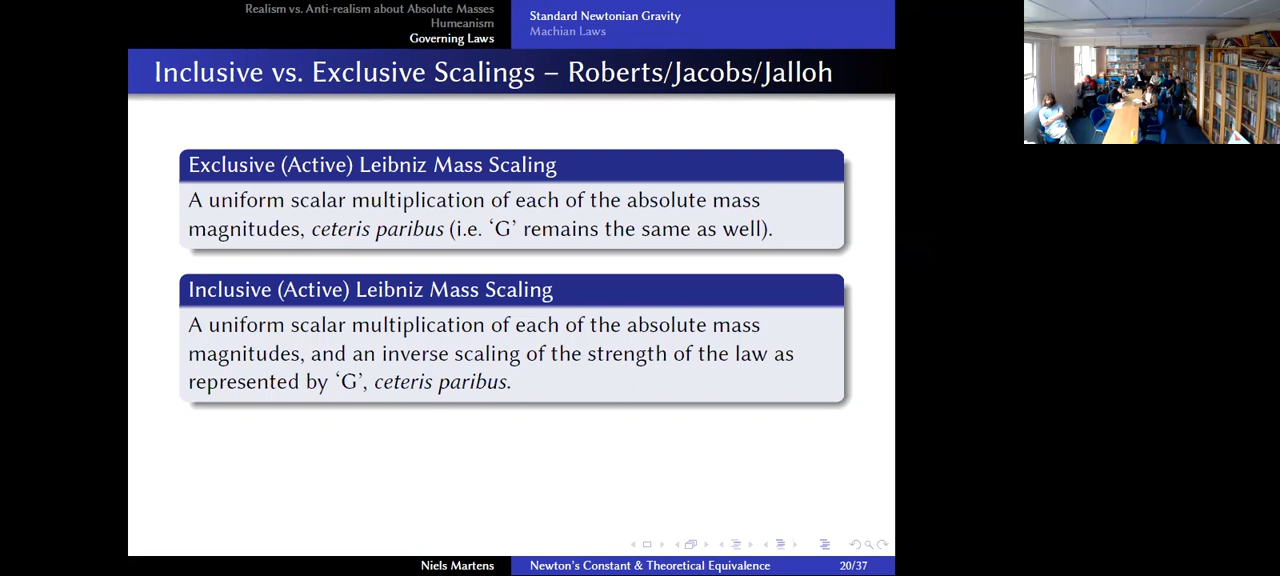 Realism vs. Anti-realism about Absolute Masses
Humeanism
Governing Laws
Standard Newtonian Gravity
Machian Laws
Inclusive vs. Exclusive Scalings – Roberts/Jacobs/Jalloh
Exclusive (Active) Leibniz Mass Scaling
A uniform scalar multiplication of each of the absolute mass
magnitudes, ceteris paribus (i.e. ‘G’ remains the same as well).
Inclusive (Active) Leibniz Mass Scaling
A uniform scalar multiplication of each of the absolute mass
magnitudes, and an inverse scaling of the strength of the law as
represented by ‘G’, ceteris paribus.
Niels Martens
Newton's Constant & Theoretical Equivalence
20/37